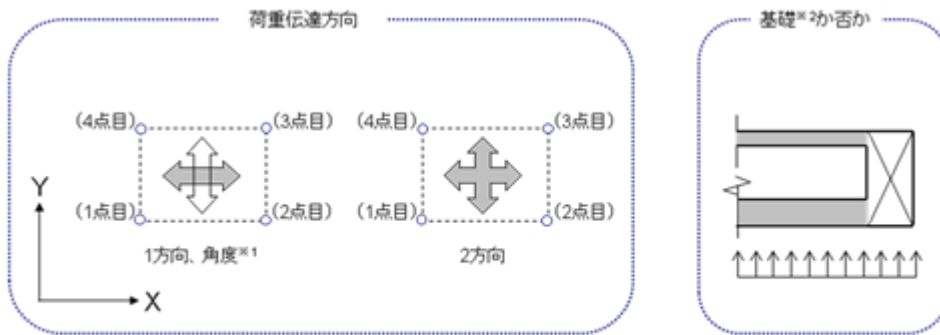 荷重伝達方向
基礎※2か否か
(4点目)
(3点目)
(4点目)
(3点目)
Y
(1点目)
(2点目)
(1点目)
(2点目)
1方向、角度※1
2方向
X